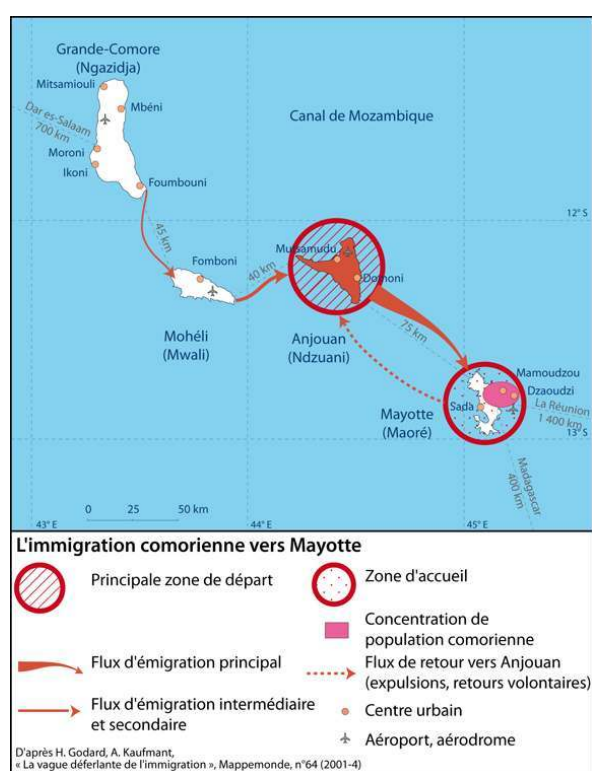 Grande-Comore
(Ngazidja)
Mitsamiouli
Mbéni
Dar es-Salaam
700 km
Canal de Mozambique
Moroni
Ikoni
Foumbouni
12° S
45 km
Fomboni
40 km
Mutsamudu
Domoni
Mohéli
(Mwali)
Anjouan
(Ndzuani)
75 km
Mamoudzou
Dzaoudzi
Sada
La Réunion
1 400 km
Mayotte
(Maoré)
13° S
Madagascar
400 km
0 25 50 km
43° E
44° E
45° E
L'immigration comorienne vers Mayotte
Principale zone de départ
Zone d'accueil
Concentration de
population comorienne
Flux d'émigration principal
Flux de retour vers Anjouan
(expulsions, retours volontaires)
Flux d'émigration intermédiaire
et secondaire
Centre urbain
Aéroport, aérodrome
D'après H. Godard, A. Kaufmant,
« La vague déferlante de l'immigration », Mappemonde, n°64 (2001-4)